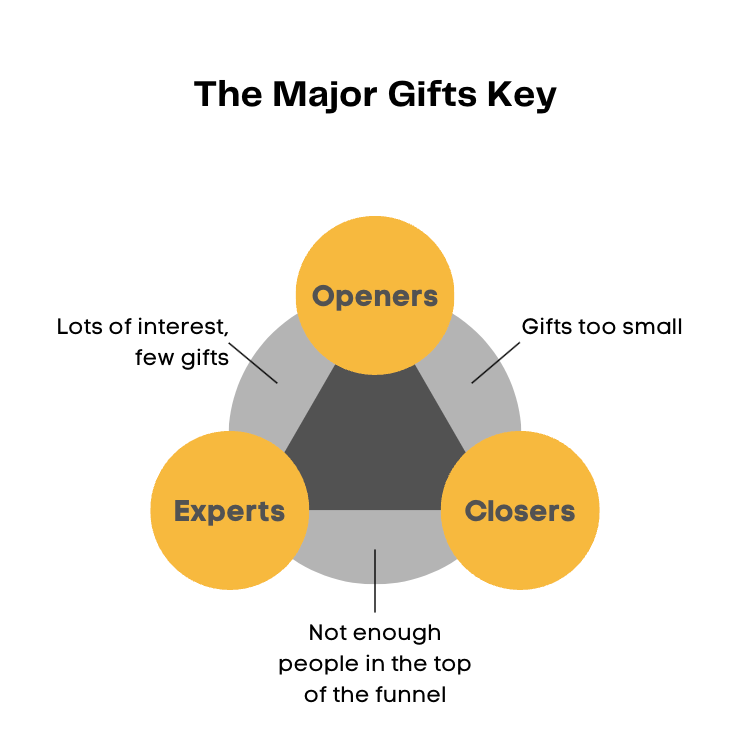 The Major Gifts Key
Openers
Lots of interest,
few gifts
Gifts too small
Experts
Closers
Not enough
people in the top
of the funnel